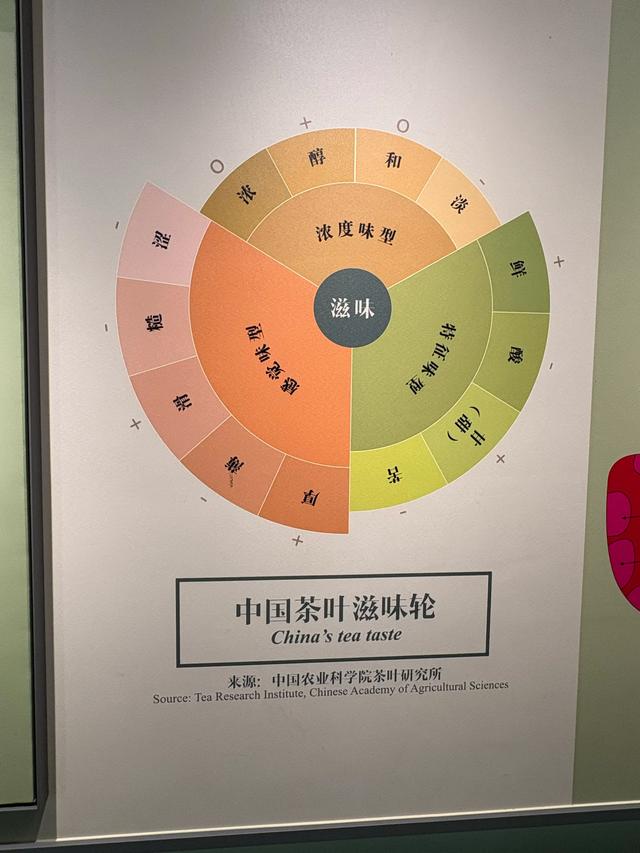 滋味
浓度味型
浓
醇
和
淡
特征味型
鲜
酸
甘
（甜）
苦
感觉味型
厚
薄
滑
糙
涩
O
+
O
-
+
-
+
-
+
-
+
-
-
中国茶叶滋味轮
China's tea taste
来源：中国农业科学院茶叶研究所
Source: Tea Research Institute, Chinese Academy of Agricultural Sciences